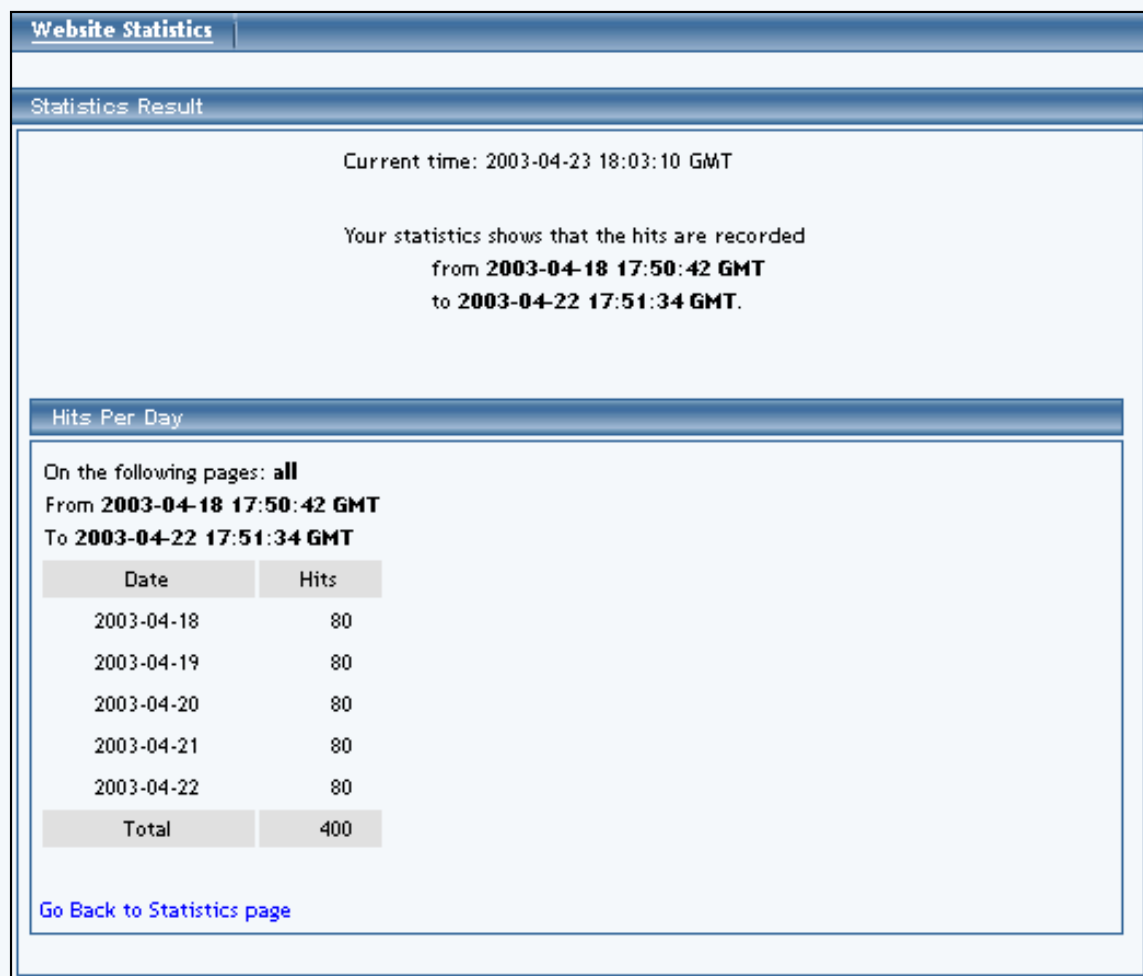 Website Statistics
Statistics Result
Current time: 2003-04-23 18:03:10 GMT
Your statistics shows that the hits are recorded
from 2003-04-18 17:50:42 GMT
to 2003-04-22 17:51:34 GMT.
Hits Per Day
On the following pages: all
From 2003-04-18 17:50:42 GMT
To 2003-04-22 17:51:34 GMT
Date Hits
2003-04-18 80
2003-04-19 80
2003-04-20 80
2003-04-21 80
2003-04-22 80
Total 400
Go Back to Statistics page